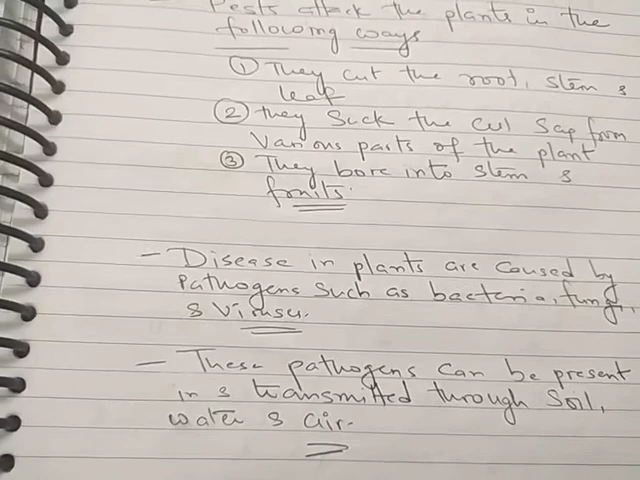 Pests attack the plants in the
following ways
① They cut the root, stem &
leaf
② They suck the cell sap from
various parts of the plant
③ They bore into stem &
fruits.
- Disease in plants are caused by
pathogens such as bacteria, fungi,
& viruses.
- These pathogens can be present
in & transmitted through soil,
water & air.